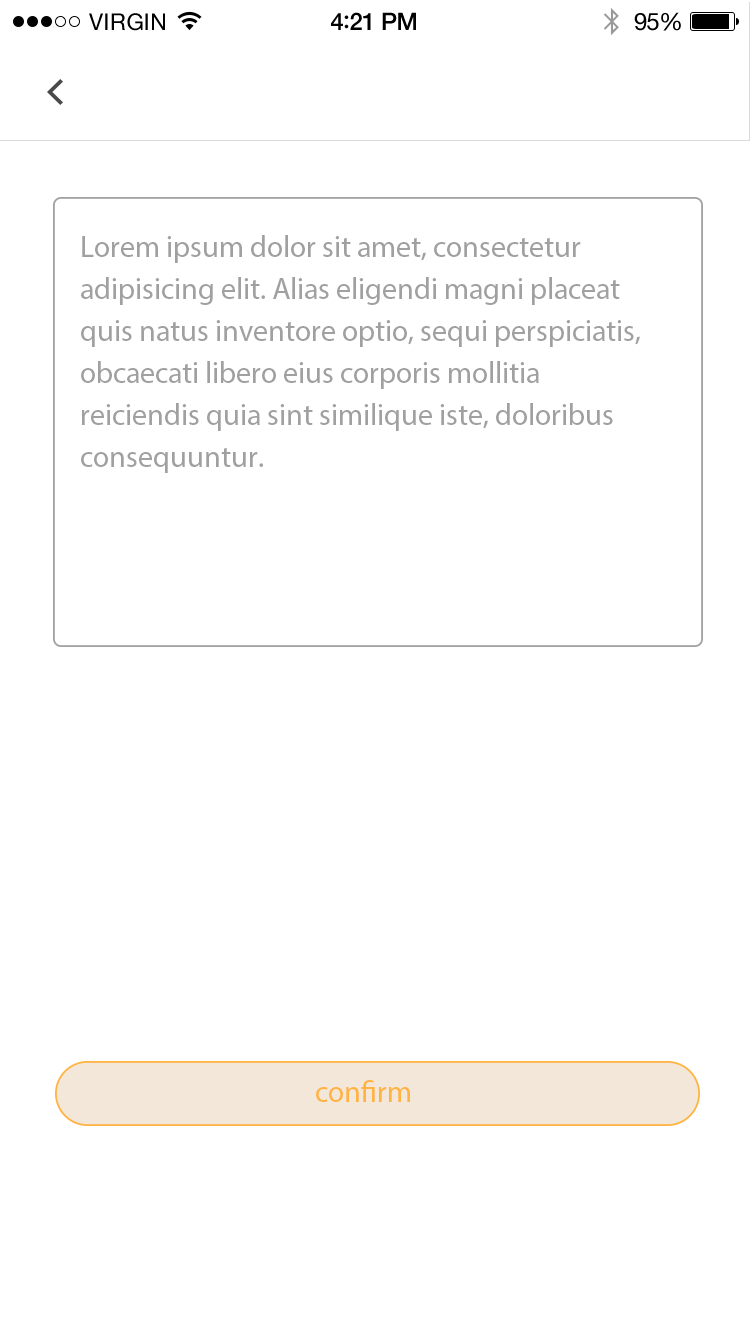 VIRGIN 4:21 PM 95%
Lorem ipsum dolor sit amet, consectetur
adipisicing elit. Alias eligendi magni placeat
quis natus inventore optio, sequi perspiciatis,
obcaecati libero eius corporis mollitia
reiciendis quia sint similique iste, doloribus
consequuntur.
confirm